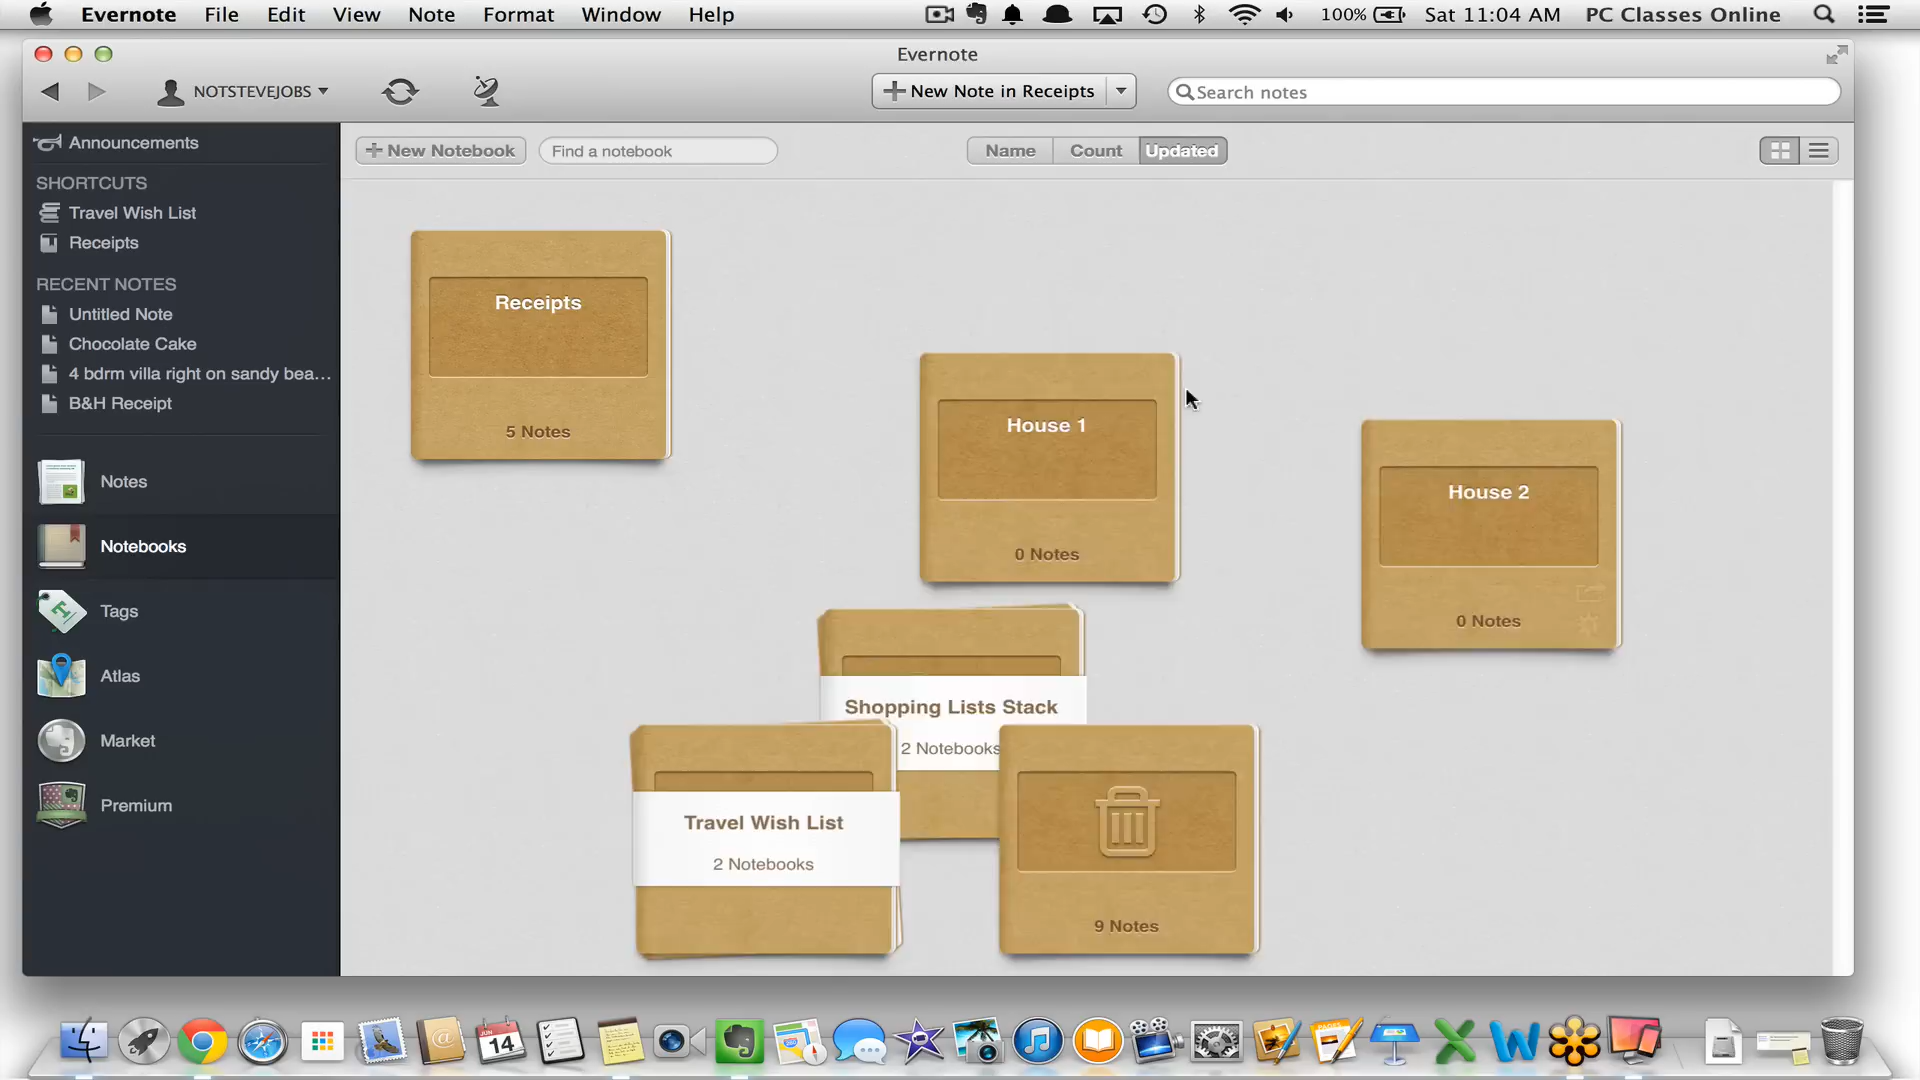 Evernote File Edit View Note Format Window Help 100% Sat 11:04 AM PC Classes Online
Evernote
NOTSTEVEJOBS
New Note in Receipts
Search notes
Announcements
SHORTCUTS
Travel Wish List
Receipts
RECENT NOTES
Untitled Note
Chocolate Cake
4 bdrm villa right on sandy bea...
B&H Receipt
Notes
Notebooks
Tags
Atlas
Market
Premium
New Notebook
Find a notebook
Name Count Updated
Receipts
5 Notes
House 1
0 Notes
House 2
0 Notes
Shopping Lists Stack
2 Notebooks
Travel Wish List
2 Notebooks
9 Notes
JUN
14
PAGES